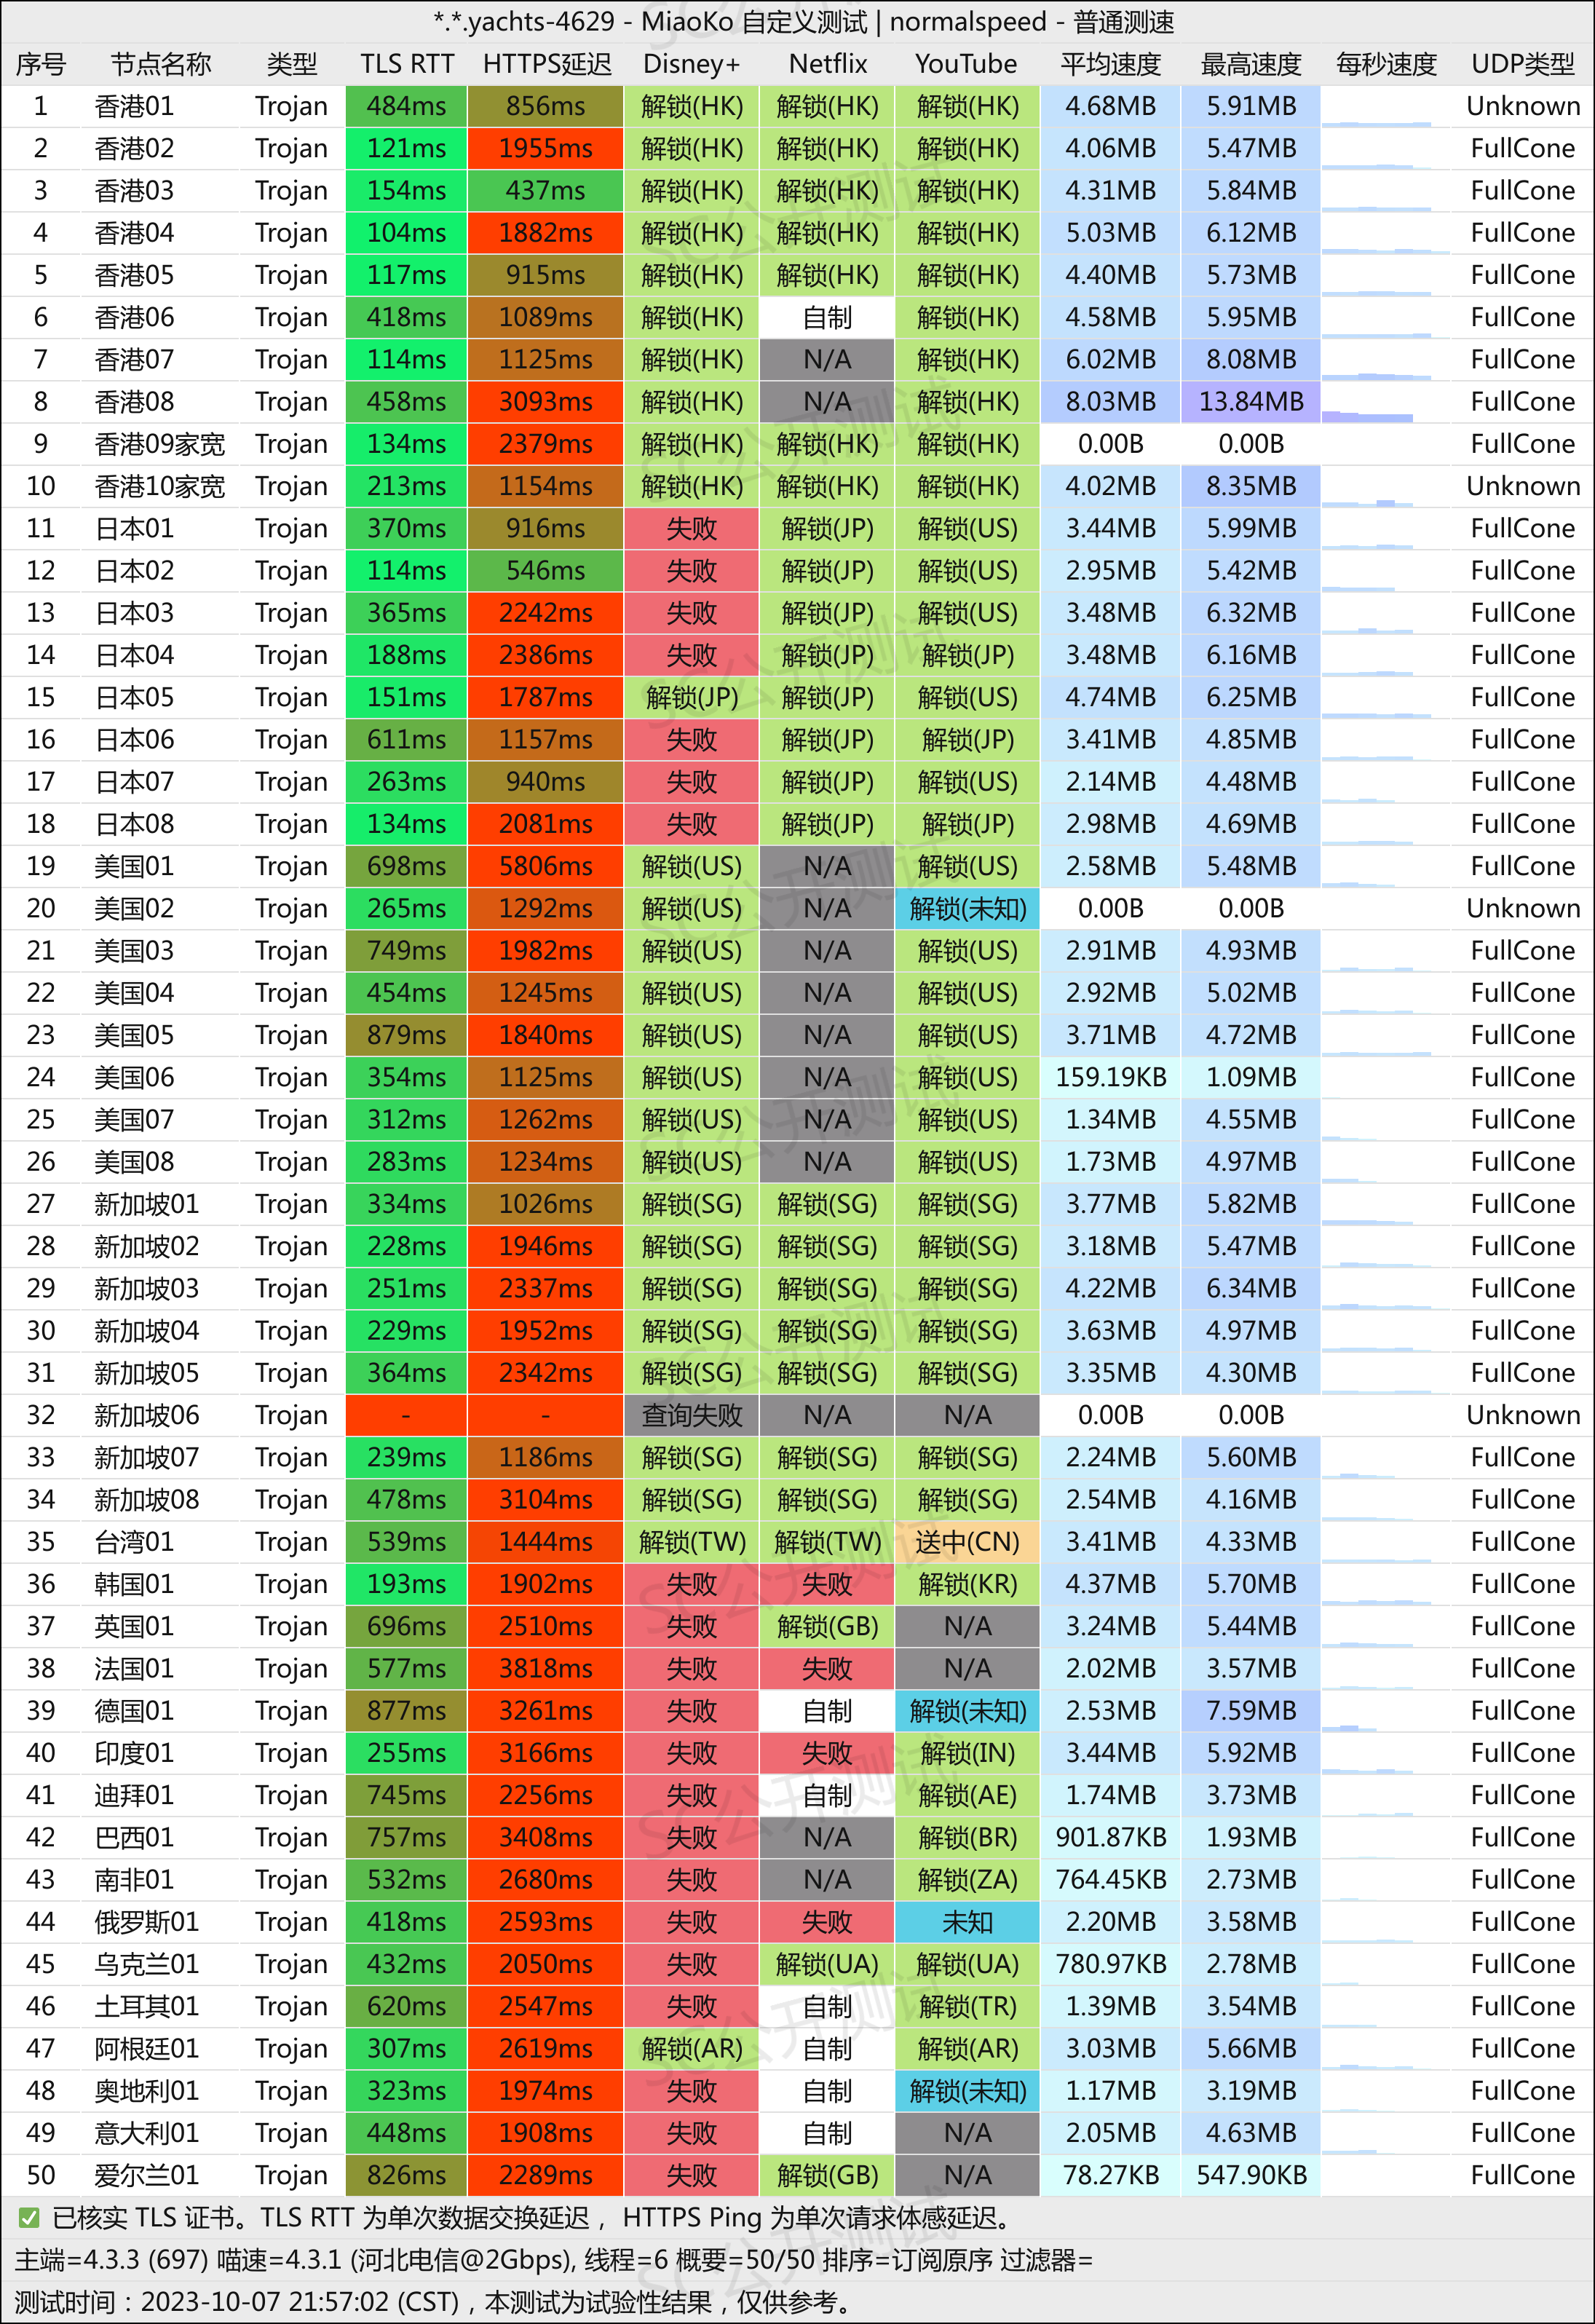 *.*.yachts-4629 - MiaoKo 自定义测试 | normalspeed - 普通测速
序号 节点名称 类型 TLS RTT HTTPS延迟 Disney+ Netflix YouTube 平均速度 最高速度 每秒速度 UDP类型
1 香港01 Trojan 484ms 856ms 解锁(HK) 解锁(HK) 解锁(HK) 4.68MB 5.91MB Unknown
2 香港02 Trojan 121ms 1955ms 解锁(HK) 解锁(HK) 解锁(HK) 4.06MB 5.47MB FullCone
3 香港03 Trojan 154ms 437ms 解锁(HK) 解锁(HK) 解锁(HK) 4.31MB 5.84MB FullCone
4 香港04 Trojan 104ms 1882ms 解锁(HK) 解锁(HK) 解锁(HK) 5.03MB 6.12MB FullCone
5 香港05 Trojan 117ms 915ms 解锁(HK) 解锁(HK) 解锁(HK) 4.40MB 5.73MB FullCone
6 香港06 Trojan 418ms 1089ms 解锁(HK) 自制 解锁(HK) 4.58MB 5.95MB FullCone
7 香港07 Trojan 114ms 1125ms 解锁(HK) N/A 解锁(HK) 6.02MB 8.08MB FullCone
8 香港08 Trojan 458ms 3093ms 解锁(HK) N/A 解锁(HK) 8.03MB 13.84MB FullCone
9 香港09家宽 Trojan 134ms 2379ms 解锁(HK) 解锁(HK) 解锁(HK) 0.00B 0.00B FullCone
10 香港10家宽 Trojan 213ms 1154ms 解锁(HK) 解锁(HK) 解锁(HK) 4.02MB 8.35MB Unknown
11 日本01 Trojan 370ms 916ms 失败 解锁(JP) 解锁(US) 3.44MB 5.99MB FullCone
12 日本02 Trojan 114ms 546ms 失败 解锁(JP) 解锁(US) 2.95MB 5.42MB FullCone
13 日本03 Trojan 365ms 2242ms 失败 解锁(JP) 解锁(US) 3.48MB 6.32MB FullCone
14 日本04 Trojan 188ms 2386ms 失败 解锁(JP) 解锁(JP) 3.48MB 6.16MB FullCone
15 日本05 Trojan 151ms 1787ms 解锁(JP) 解锁(JP) 解锁(US) 4.74MB 6.25MB FullCone
16 日本06 Trojan 611ms 1157ms 失败 解锁(JP) 解锁(JP) 3.41MB 4.85MB FullCone
17 日本07 Trojan 263ms 940ms 失败 解锁(JP) 解锁(US) 2.14MB 4.48MB FullCone
18 日本08 Trojan 134ms 2081ms 失败 解锁(JP) 解锁(JP) 2.98MB 4.69MB FullCone
19 美国01 Trojan 698ms 5806ms 解锁(US) N/A 解锁(US) 2.58MB 5.48MB FullCone
20 美国02 Trojan 265ms 1292ms 解锁(US) N/A 解锁(未知) 0.00B 0.00B Unknown
21 美国03 Trojan 749ms 1982ms 解锁(US) N/A 解锁(US) 2.91MB 4.93MB FullCone
22 美国04 Trojan 454ms 1245ms 解锁(US) N/A 解锁(US) 2.92MB 5.02MB FullCone
23 美国05 Trojan 879ms 1840ms 解锁(US) N/A 解锁(US) 3.71MB 4.72MB FullCone
24 美国06 Trojan 354ms 1125ms 解锁(US) N/A 解锁(US) 159.19KB 1.09MB FullCone
25 美国07 Trojan 312ms 1262ms 解锁(US) N/A 解锁(US) 1.34MB 4.55MB FullCone
26 美国08 Trojan 283ms 1234ms 解锁(US) N/A 解锁(US) 1.73MB 4.97MB FullCone
27 新加坡01 Trojan 334ms 1026ms 解锁(SG) 解锁(SG) 解锁(SG) 3.77MB 5.82MB FullCone
28 新加坡02 Trojan 228ms 1946ms 解锁(SG) 解锁(SG) 解锁(SG) 3.18MB 5.47MB FullCone
29 新加坡03 Trojan 251ms 2337ms 解锁(SG) 解锁(SG) 解锁(SG) 4.22MB 6.34MB FullCone
30 新加坡04 Trojan 229ms 1952ms 解锁(SG) 解锁(SG) 解锁(SG) 3.63MB 4.97MB FullCone
31 新加坡05 Trojan 364ms 2342ms 解锁(SG) 解锁(SG) 解锁(SG) 3.35MB 4.30MB FullCone
32 新加坡06 Trojan - - 查询失败 N/A N/A 0.00B 0.00B Unknown
33 新加坡07 Trojan 239ms 1186ms 解锁(SG) 解锁(SG) 解锁(SG) 2.24MB 5.60MB FullCone
34 新加坡08 Trojan 478ms 3104ms 解锁(SG) 解锁(SG) 解锁(SG) 2.54MB 4.16MB FullCone
35 台湾01 Trojan 539ms 1444ms 解锁(TW) 解锁(TW) 送中(CN) 3.41MB 4.33MB FullCone
36 韩国01 Trojan 193ms 1902ms 失败 失败 解锁(KR) 4.37MB 5.70MB FullCone
37 英国01 Trojan 696ms 2510ms 失败 解锁(GB) N/A 3.24MB 5.44MB FullCone
38 法国01 Trojan 577ms 3818ms 失败 失败 N/A 2.02MB 3.57MB FullCone
39 德国01 Trojan 877ms 3261ms 失败 自制 解锁(未知) 2.53MB 7.59MB FullCone
40 印度01 Trojan 255ms 3166ms 失败 失败 解锁(IN) 3.44MB 5.92MB FullCone
41 迪拜01 Trojan 745ms 2256ms 失败 自制 解锁(AE) 1.74MB 3.73MB FullCone
42 巴西01 Trojan 757ms 3408ms 失败 N/A 解锁(BR) 901.87KB 1.93MB FullCone
43 南非01 Trojan 532ms 2680ms 失败 N/A 解锁(ZA) 764.45KB 2.73MB FullCone
44 俄罗斯01 Trojan 418ms 2593ms 失败 失败 未知 2.20MB 3.58MB FullCone
45 乌克兰01 Trojan 432ms 2050ms 失败 解锁(UA) 解锁(UA) 780.97KB 2.78MB FullCone
46 土耳其01 Trojan 620ms 2547ms 失败 自制 解锁(TR) 1.39MB 3.54MB FullCone
47 阿根廷01 Trojan 307ms 2619ms 解锁(AR) 自制 解锁(AR) 3.03MB 5.66MB FullCone
48 奥地利01 Trojan 323ms 1974ms 失败 自制 解锁(未知) 1.17MB 3.19MB FullCone
49 意大利01 Trojan 448ms 1908ms 失败 自制 N/A 2.05MB 4.63MB FullCone
50 爱尔兰01 Trojan 826ms 2289ms 失败 解锁(GB) N/A 78.27KB 547.90KB FullCone
✅ 已核实 TLS 证书。TLS RTT 为单次数据交换延迟， HTTPS Ping 为单次请求体感延迟。
主端=4.3.3 (697) 喵速=4.3.1 (河北电信@2Gbps), 线程=6 概要=50/50 排序=订阅原序 过滤器=
测试时间：2023-10-07 21:57:02 (CST)，本测试为试验性结果，仅供参考。
SC公开测试